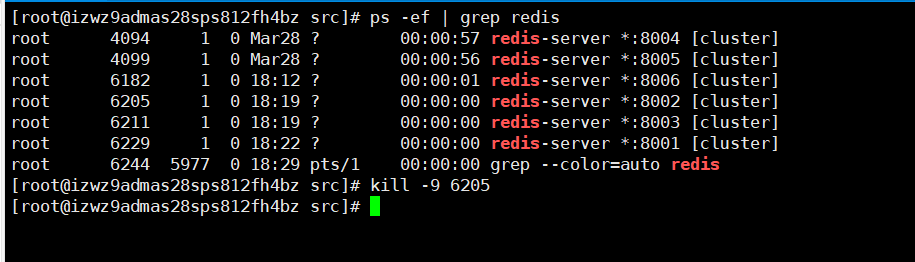 [root@izwz9admas28sps812fh4bz src]# ps -ef | grep redis
root      4094     1  0 Mar28 ?        00:00:57 redis-server *:8004 [cluster]
root      4099     1  0 Mar28 ?        00:00:56 redis-server *:8005 [cluster]
root      6182     1  0 18:12 ?        00:00:01 redis-server *:8006 [cluster]
root      6205     1  0 18:19 ?        00:00:00 redis-server *:8002 [cluster]
root      6211     1  0 18:19 ?        00:00:00 redis-server *:8003 [cluster]
root      6229     1  0 18:22 ?        00:00:00 redis-server *:8001 [cluster]
root      6244  5977  0 18:29 pts/1    00:00:00 grep --color=auto redis
[root@izwz9admas28sps812fh4bz src]# kill -9 6205
[root@izwz9admas28sps812fh4bz src]#